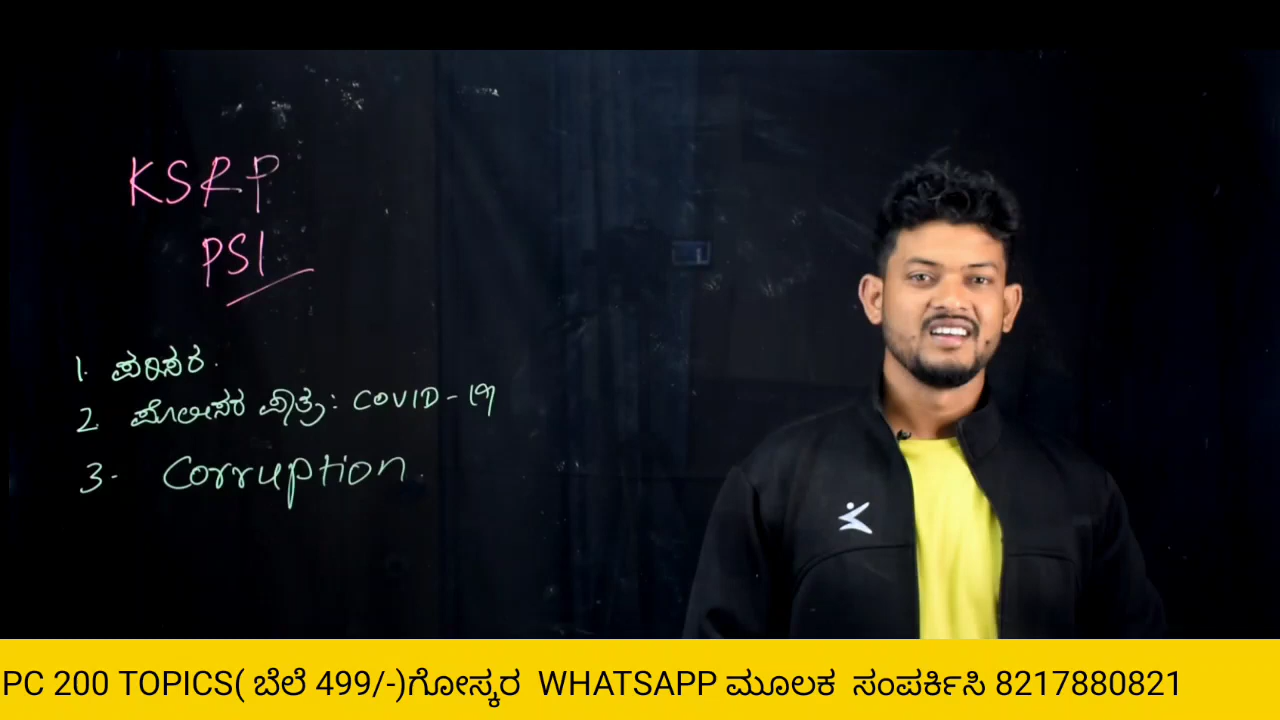 KSRP
PSI
1. ಪರಿಸರ.
2. ಪೊಲೀಸರ ಪಾತ್ರ: COVID-19
3- Corruption.
PC 200 TOPICS( ಬೆಲೆ 499/-)ಗೋಸ್ಕರ WHATSAPP ಮೂಲಕ ಸಂಪರ್ಕಿಸಿ 8217880821